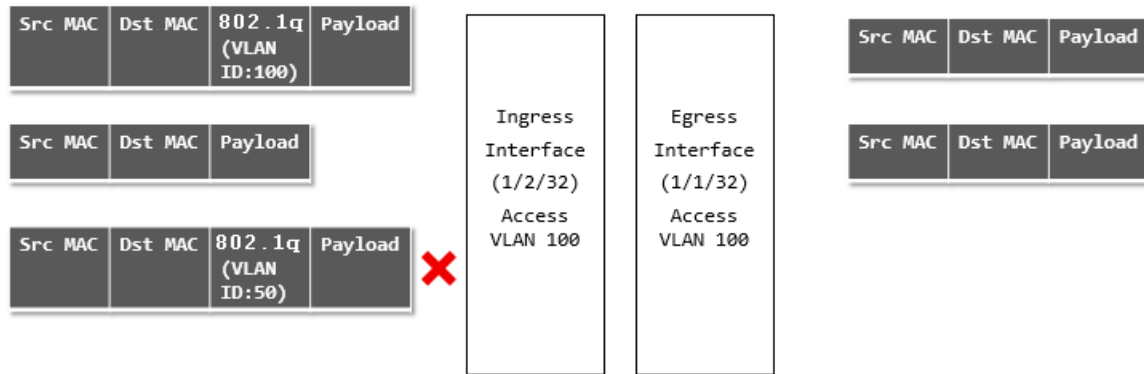 Src MAC Dst MAC 802.1q (VLAN ID:100) Payload
Src MAC Dst MAC Payload
Src MAC Dst MAC 802.1q (VLAN ID:50) Payload
Ingress
Interface
(1/2/32)
Access
VLAN 100
Egress
Interface
(1/1/32)
Access
VLAN 100
Src MAC Dst MAC Payload
Src MAC Dst MAC Payload